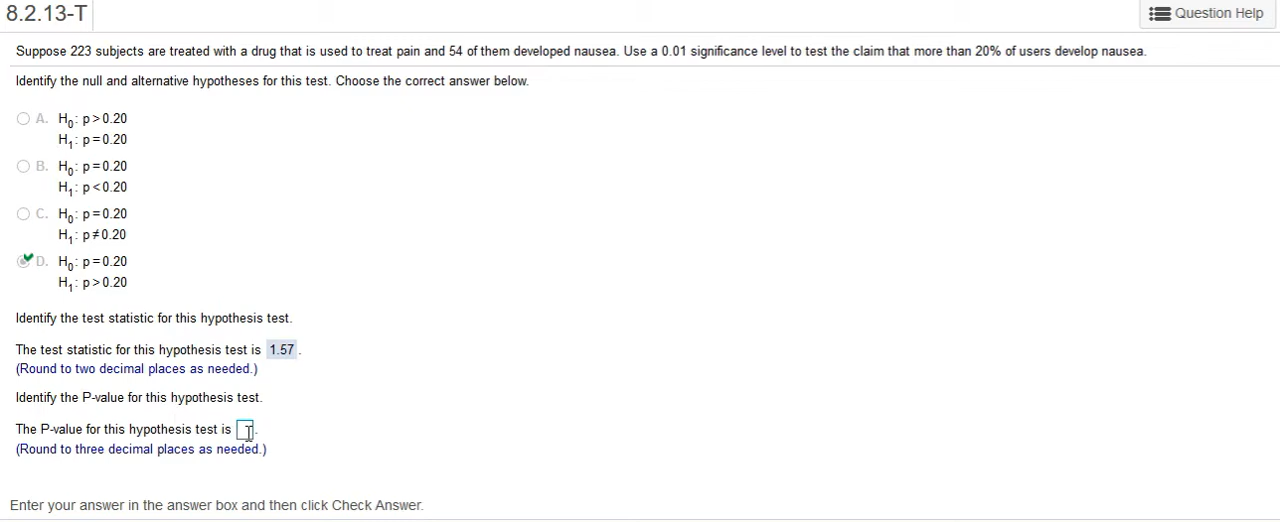 8.2.13-T
Question Help
Suppose 223 subjects are treated with a drug that is used to treat pain and 54 of them developed nausea. Use a 0.01 significance level to test the claim that more than 20% of users develop nausea.
Identify the null and alternative hypotheses for this test. Choose the correct answer below.
A. H₀: p>0.20
H₁: p=0.20
B. H₀: p=0.20
H₁: p<0.20
C. H₀: p=0.20
H₁: p≠0.20
D. H₀: p=0.20
H₁: p>0.20
Identify the test statistic for this hypothesis test.
The test statistic for this hypothesis test is 1.57.
(Round to two decimal places as needed.)
Identify the P-value for this hypothesis test.
The P-value for this hypothesis test is .
(Round to three decimal places as needed.)
Enter your answer in the answer box and then click Check Answer.